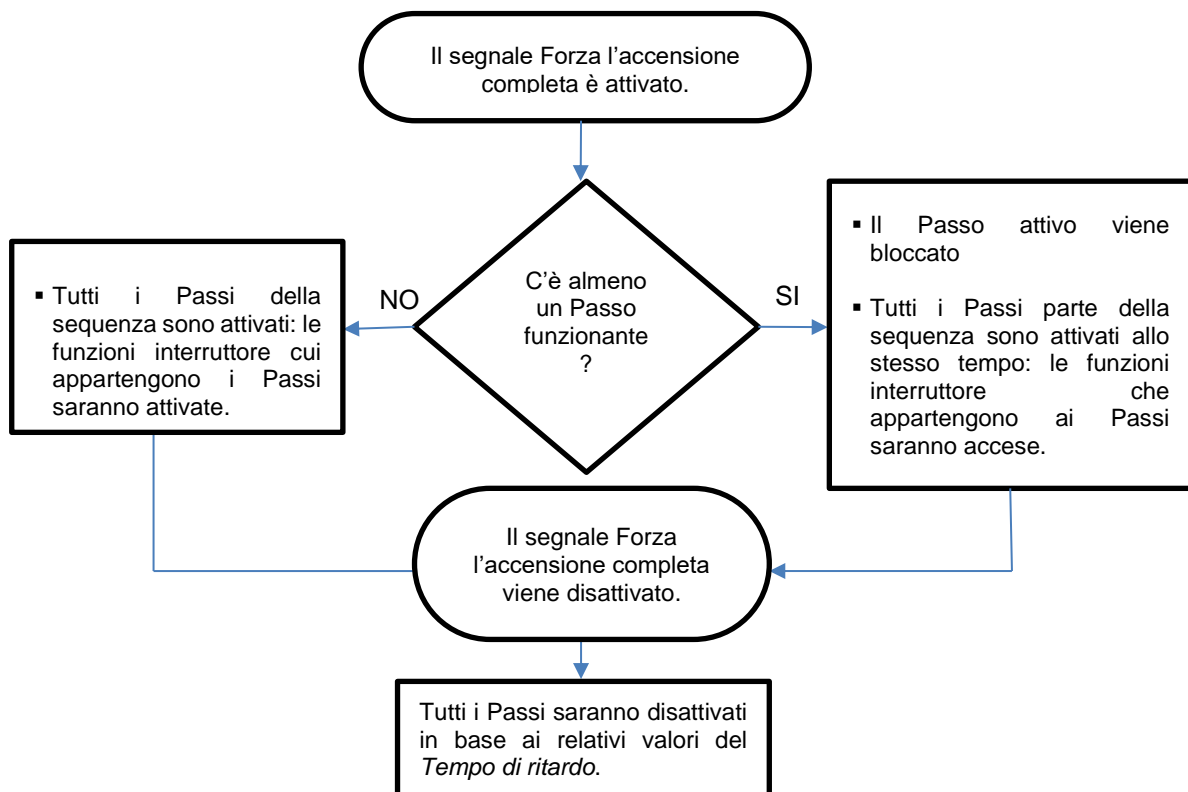 Il segnale Forza l'accensione
completa è attivato.
C'è almeno
un Passo
funzionante
?
NO
SI
▪ Tutti i Passi della
sequenza sono attivati: le
funzioni interruttore cui
appartengono i Passi
saranno attivate.
▪ Il Passo attivo viene
bloccato
▪ Tutti i Passi parte della
sequenza sono attivati allo
stesso tempo: le funzioni
interruttore che
appartengono ai Passi
saranno accese.
Il segnale Forza
l'accensione completa
viene disattivato.
Tutti i Passi saranno disattivati
in base ai relativi valori del
Tempo di ritardo.